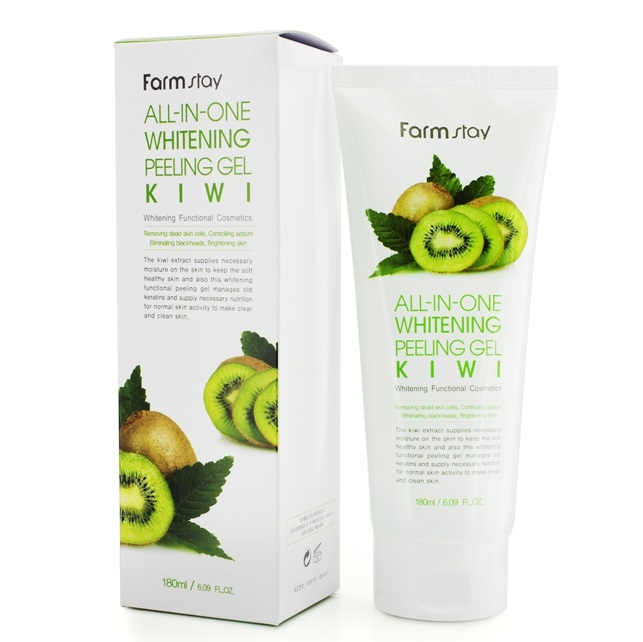 Farmstay
ALL-IN-ONE
WHITENING
PEELING GEL
KIWI
Whitening Functional Cosmetics
Removing dead skin cells, Controlling sebum
Eliminating blackheads, Brightening skin
The kiwi extract supplies necessary
moisture on the skin to keep the soft
healthy skin and also this whitening
functional peeling gel manages old
keratins and supply necessary nutrition
for normal skin activity to make clear
and clean skin.
180ml / 6.09 FL.OZ.
Farmstay
ALL-IN-ONE
WHITENING
PEELING GEL
KIWI
Whitening Functional Cosmetics
Removing dead skin cells, Controlling sebum
Eliminating blackheads, Brightening skin
The kiwi extract supplies necessary
moisture on the skin to keep the soft
healthy skin and also this whitening
functional peeling gel manages old
keratins and supply necessary nutrition
for normal skin activity to make clear
and clean skin.
180ml / 6.09 FL.OZ.